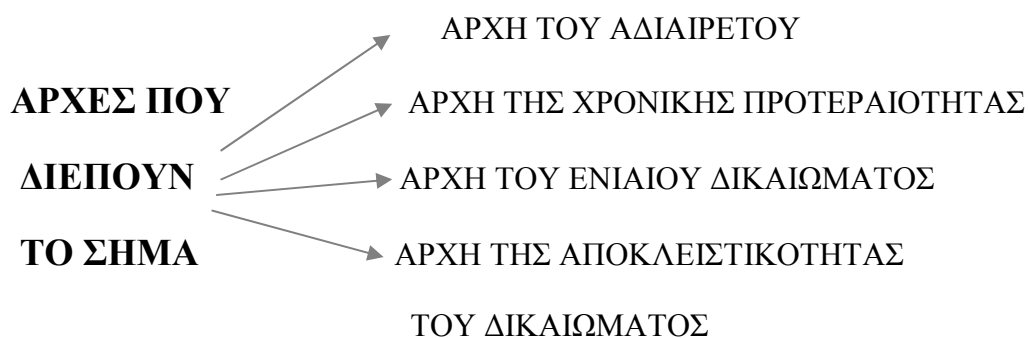 ΑΡΧΕΣ ΠΟΥ
ΔΙΕΠΟΥΝ
ΤΟ ΣΗΜΑ
ΑΡΧΗ ΤΟΥ ΑΔΙΑΙΡΕΤΟΥ
ΑΡΧΗ ΤΗΣ ΧΡΟΝΙΚΗΣ ΠΡΟΤΕΡΑΙΟΤΗΤΑΣ
ΑΡΧΗ ΤΟΥ ΕΝΙΑΙΟΥ ΔΙΚΑΙΩΜΑΤΟΣ
ΑΡΧΗ ΤΗΣ ΑΠΟΚΛΕΙΣΤΙΚΟΤΗΤΑΣ
ΤΟΥ ΔΙΚΑΙΩΜΑΤΟΣ